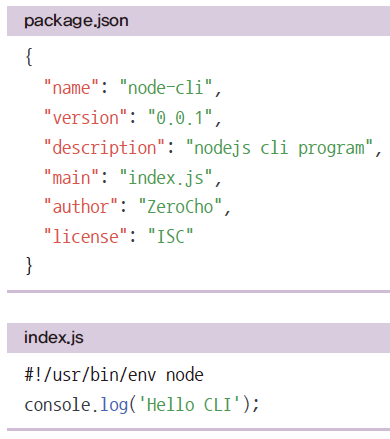 package.json
{
"name": "node-cli",
"version": "0.0.1",
"description": "nodejs cli program",
"main": "index.js",
"author": "ZeroCho",
"license": "ISC"
}
index.js
#!/usr/bin/env node
console.log('Hello CLI');